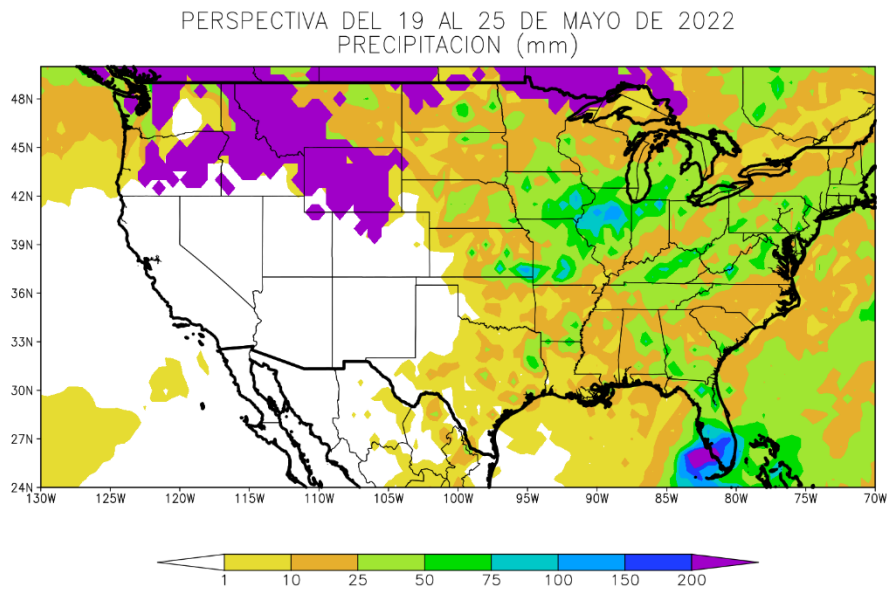 PERSPECTIVA DEL 19 AL 25 DE MAYO DE 2022
PRECIPITACION (mm)
48N
45N
42N
39N
36N
33N
30N
27N
24N
130W 125W 120W 115W 110W 105W 100W 95W 90W 85W 80W 75W 70W
1 10 25 50 75 100 150 200